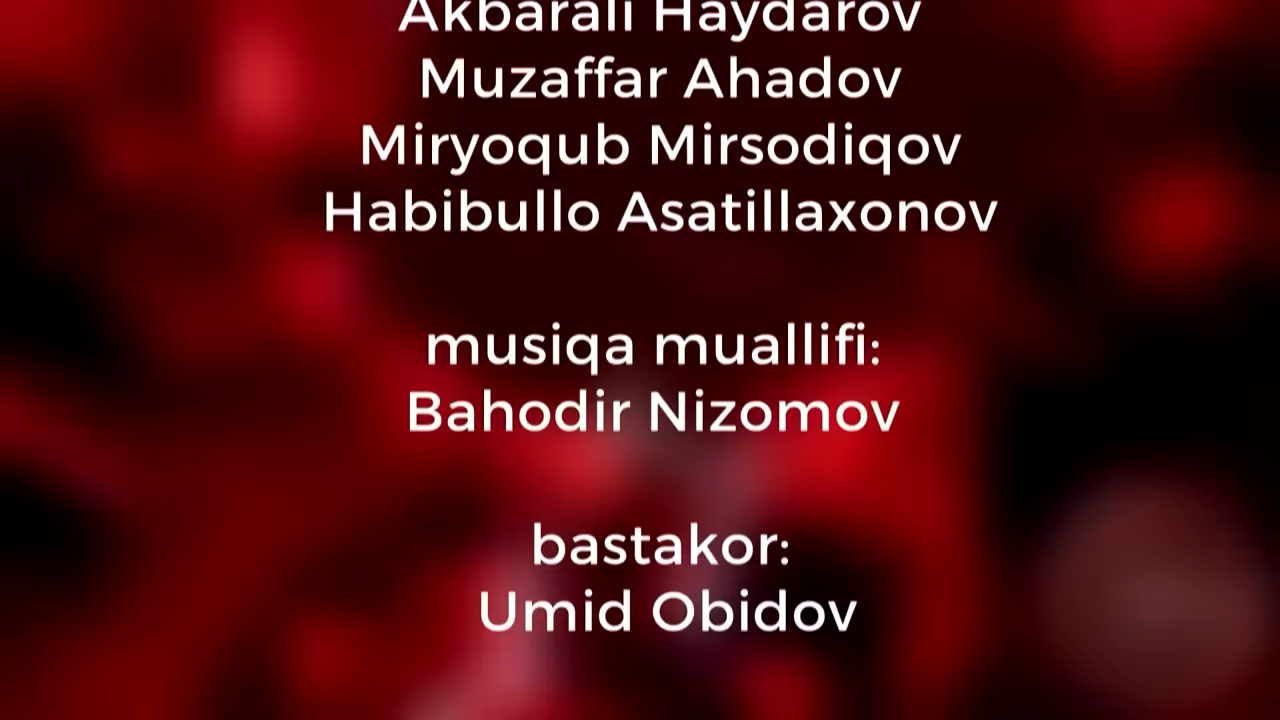 Akbarali Haydarov
Muzaffar Ahadov
Miryoqub Mirsodiqov
Habibullo Asatillaxonov
musiqa muallifi:
Bahodir Nizomov
bastakor:
Umid Obidov